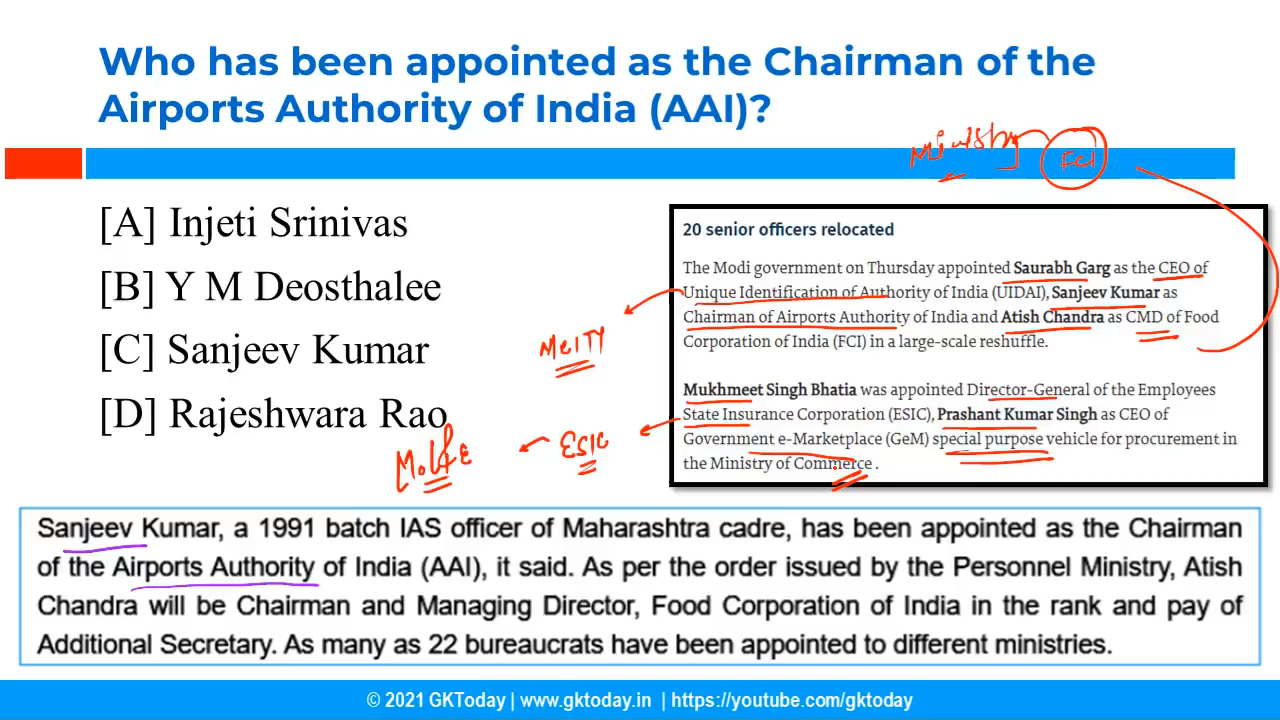 Who has been appointed as the Chairman of the
Airports Authority of India (AAI)?
Ministry
FCI
[A] Injeti Srinivas
[B] Y M Deosthalee
[C] Sanjeev Kumar
[D] Rajeshwara Rao
20 senior officers relocated
The Modi government on Thursday appointed Saurabh Garg as the CEO of
Unique Identification of Authority of India (UIDAI), Sanjeev Kumar as
Chairman of Airports Authority of India and Atish Chandra as CMD of Food
Corporation of India (FCI) in a large-scale reshuffle.
Mukhmeet Singh Bhatia was appointed Director-General of the Employees
State Insurance Corporation (ESIC), Prashant Kumar Singh as CEO of
Government e-Marketplace (GeM) special purpose vehicle for procurement in
the Ministry of Commerce .
MeITY
ESIC
MoL&E
Sanjeev Kumar, a 1991 batch IAS officer of Maharashtra cadre, has been appointed as the Chairman
of the Airports Authority of India (AAI), it said. As per the order issued by the Personnel Ministry, Atish
Chandra will be Chairman and Managing Director, Food Corporation of India in the rank and pay of
Additional Secretary. As many as 22 bureaucrats have been appointed to different ministries.
© 2021 GKToday | www.gktoday.in | https://youtube.com/gktoday